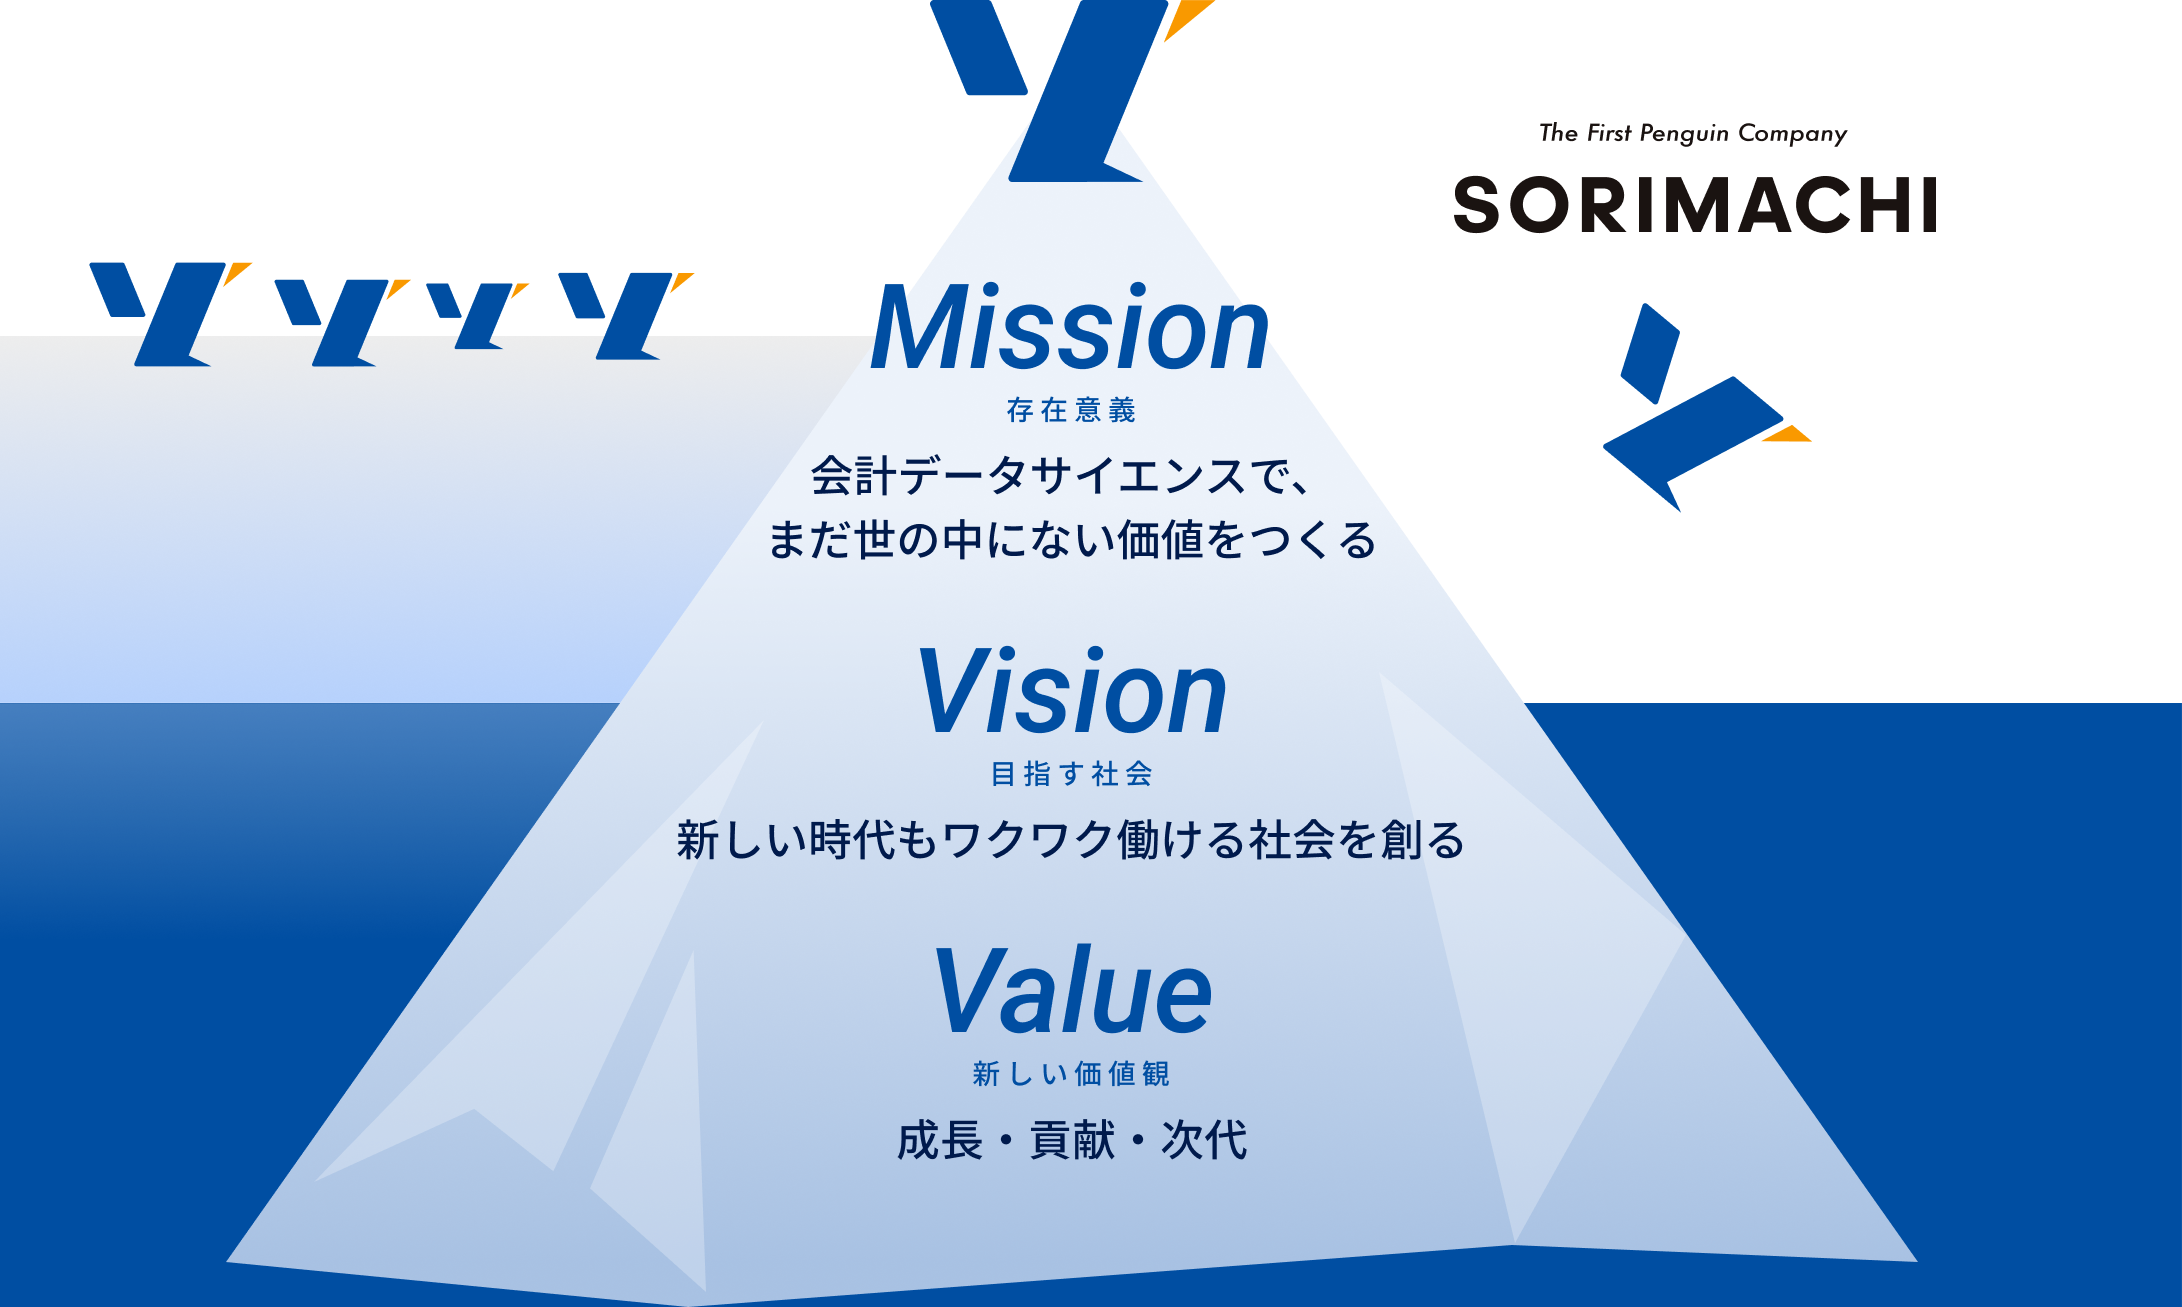 The First Penguin Company
SORIMACHI
Mission
存在意義
会計データサイエンスで、
まだ世の中にない価値をつくる
Vision
目指す社会
新しい時代もワクワク働ける社会を創る
Value
新しい価値観
成長・貢献・次代